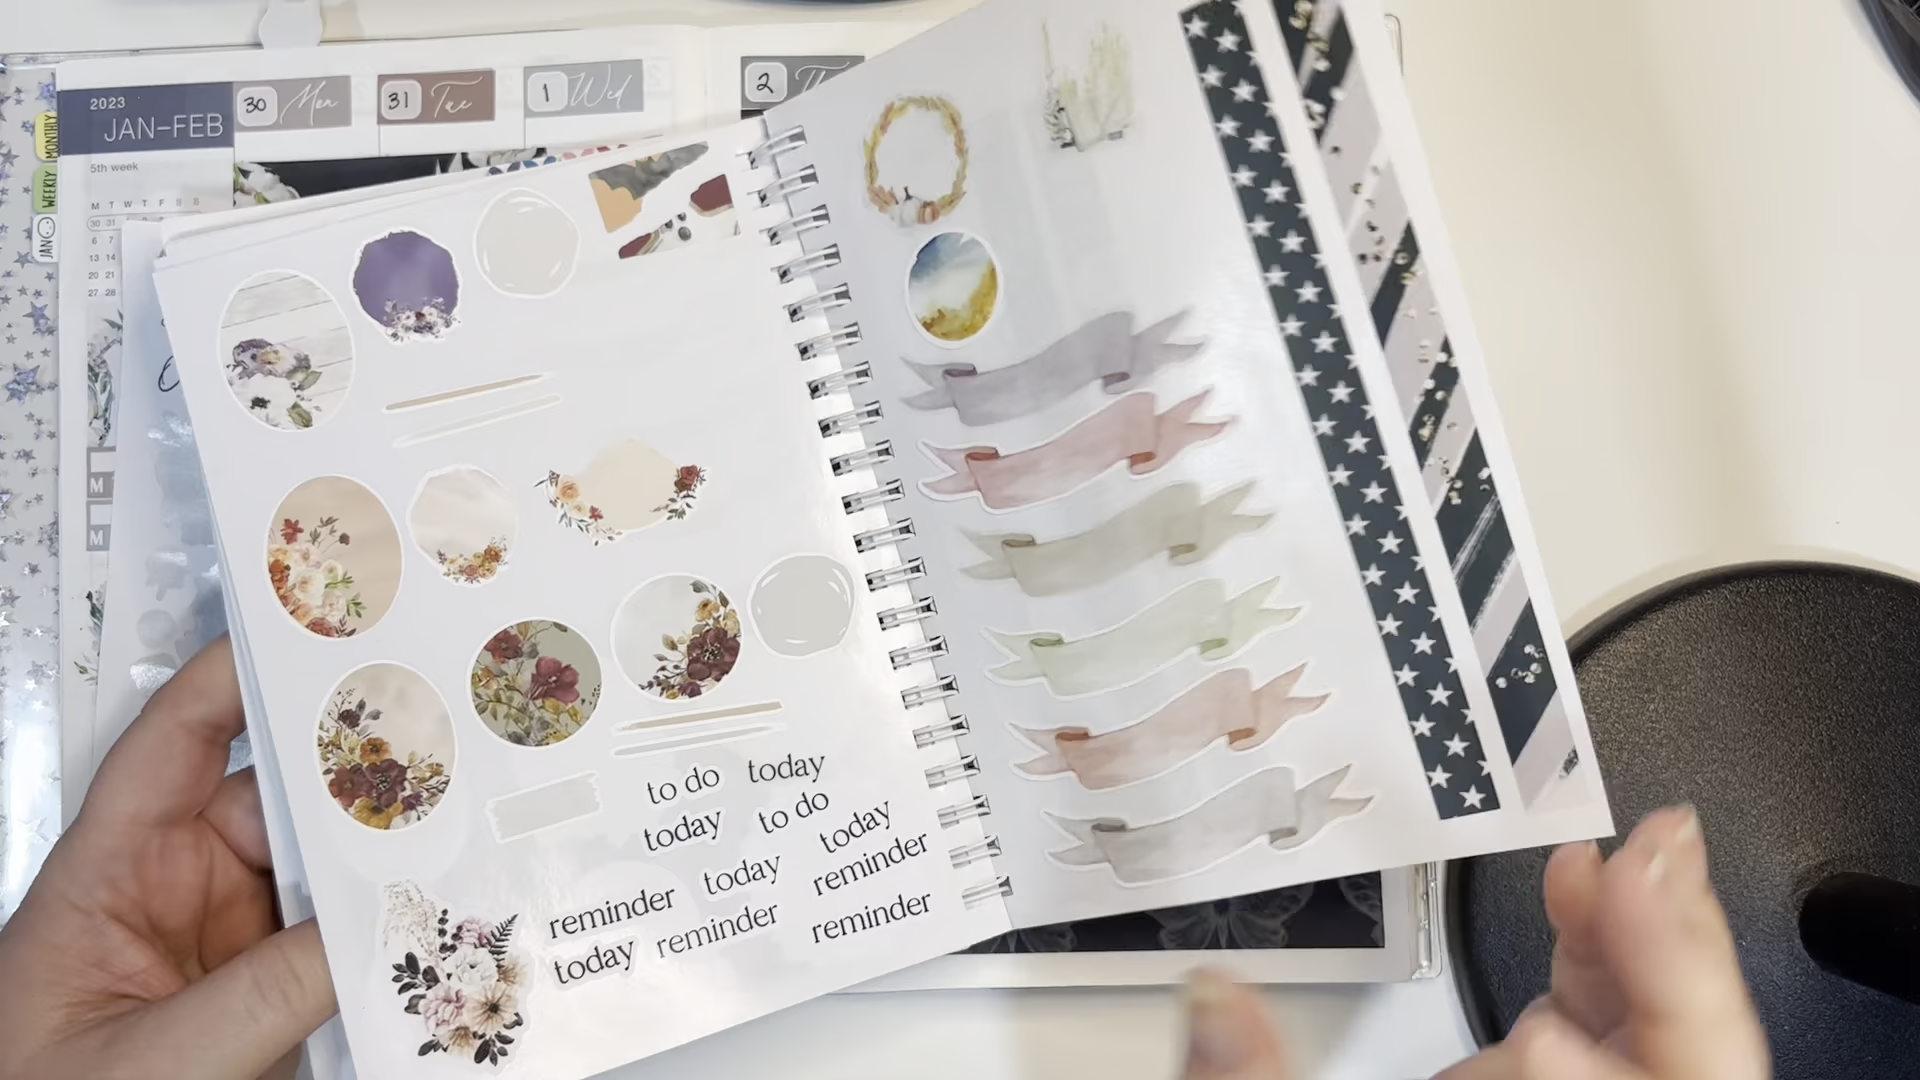 2023
JAN–FEB
30 Mon
31 Tue
1 Wed
2
5th week
M T W T F S S
30 31
6 7
13 14
20 21
27 28
MONTHLY
WEEKLY
JAN
M
M
to do today
today to do
today
reminder today reminder
today reminder reminder